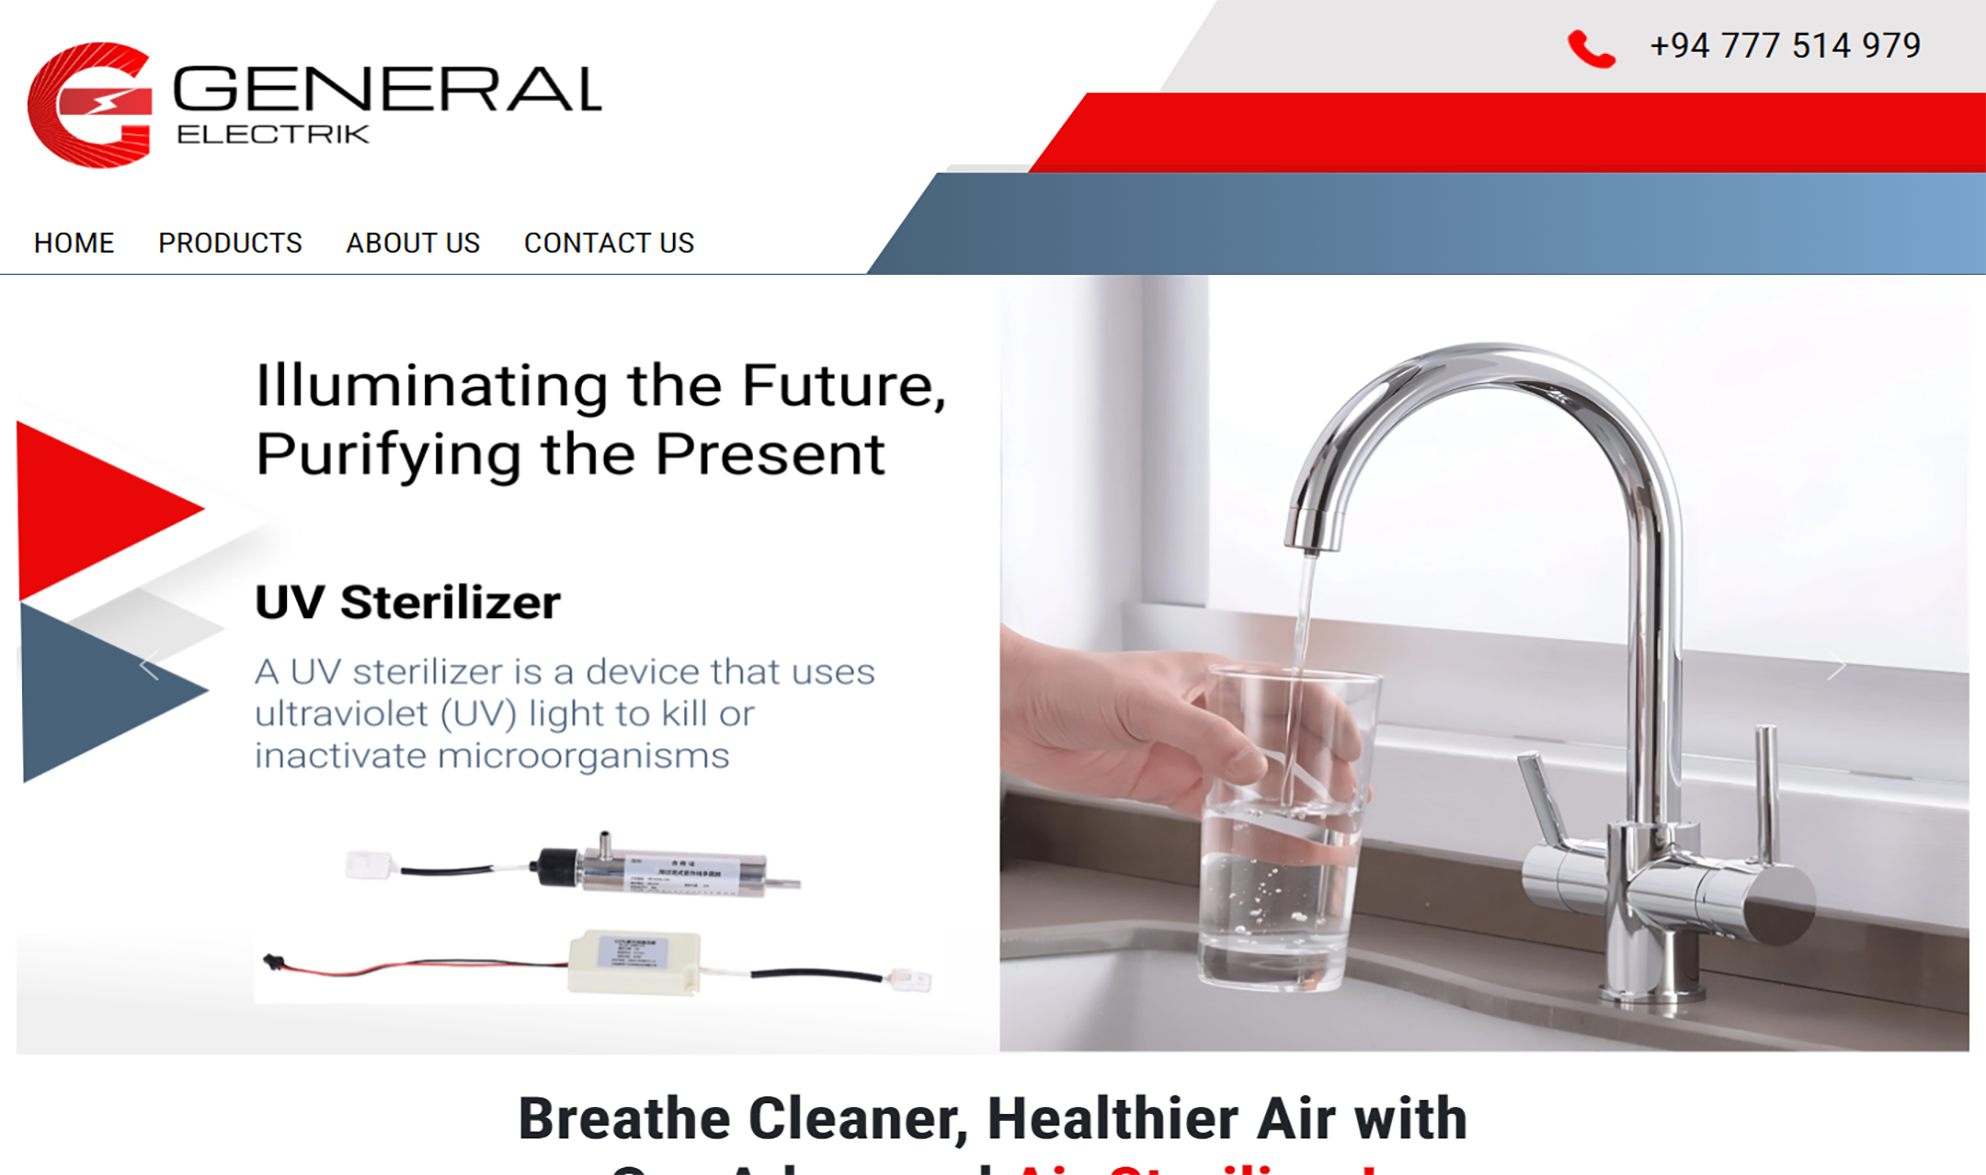 GENERAL
ELECTRIK
+94 777 514 979
HOME PRODUCTS ABOUT US CONTACT US
Illuminating the Future,
Purifying the Present
UV Sterilizer
A UV sterilizer is a device that uses
ultraviolet (UV) light to kill or
inactivate microorganisms
Breathe Cleaner, Healthier Air with